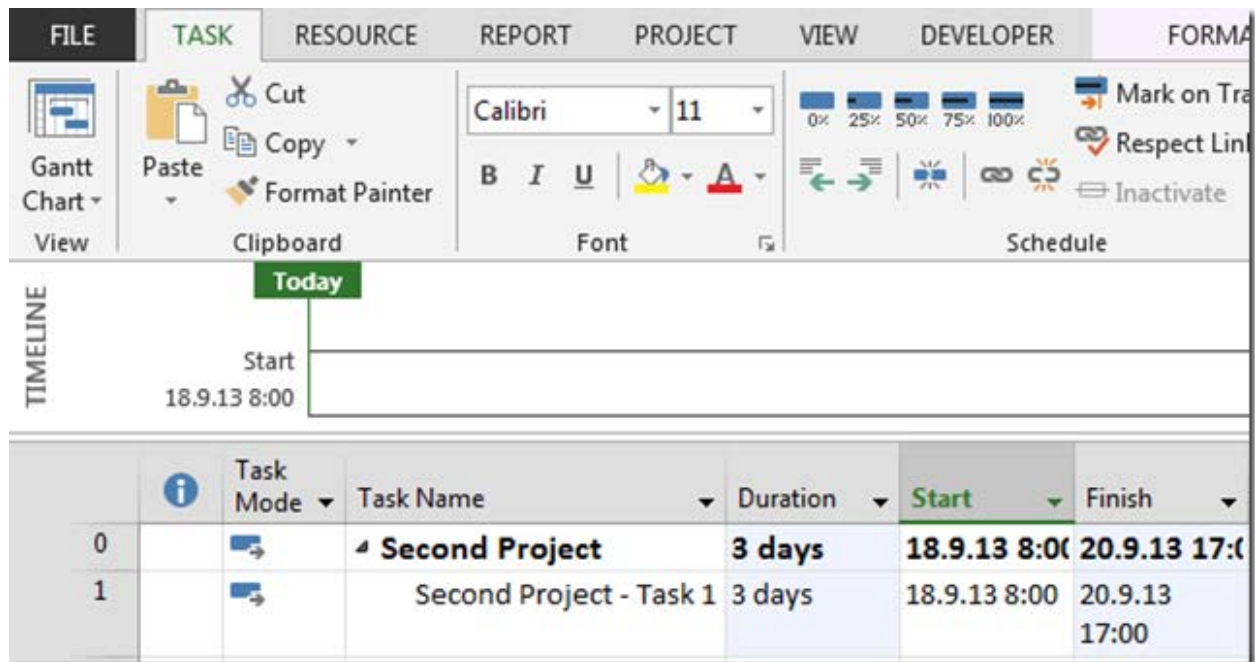 FILE TASK RESOURCE REPORT PROJECT VIEW DEVELOPER FORMA
Cut
Copy
Format Painter
Paste
Gantt
Chart
View
Clipboard
Calibri 11
B I U A
Font
0% 25% 50% 75% 100%
Mark on Tra
Respect Lin
Inactivate
Schedule
TIMELINE
Today
Start
18.9.13 8:00
Task
Mode Task Name Duration Start Finish
0 Second Project 3 days 18.9.13 8:00 20.9.13 17:0
1 Second Project - Task 1 3 days 18.9.13 8:00 20.9.13
17:00